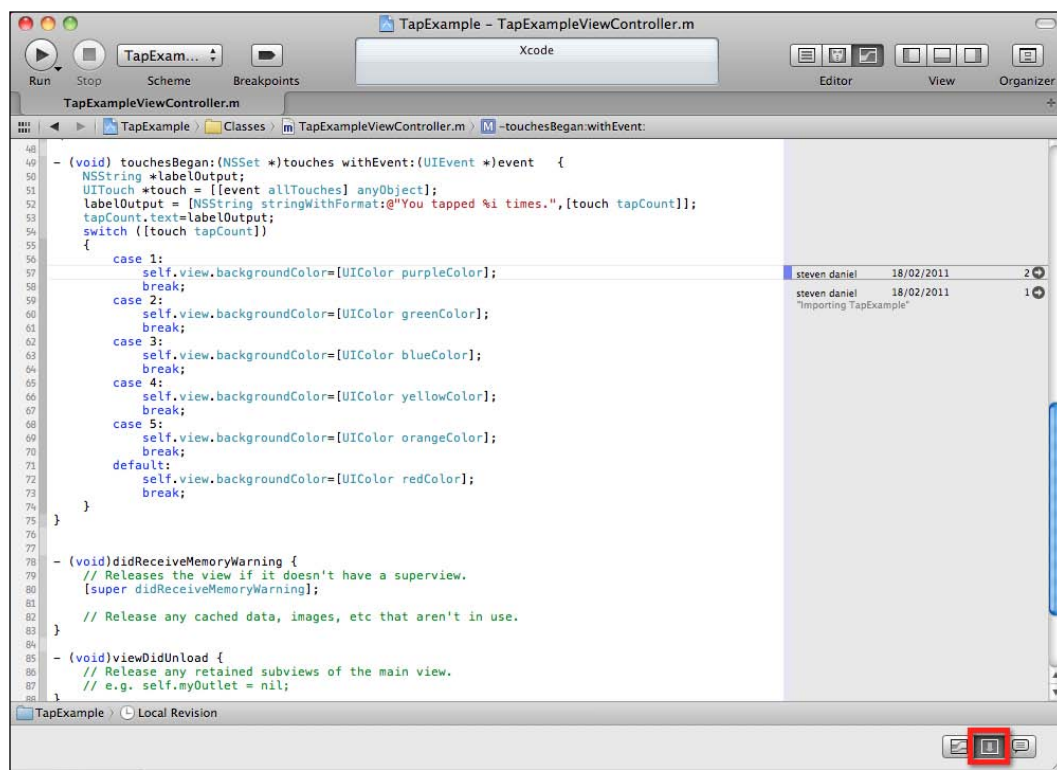 TapExample – TapExampleViewController.m
TapExam...
Xcode
Run Stop Scheme Breakpoints Editor View Organizer
TapExampleViewController.m
TapExample Classes m TapExampleViewController.m M -touchesBegan:withEvent:
48
49 - (void) touchesBegan:(NSSet *)touches withEvent:(UIEvent *)event {
50 NSString *labelOutput;
51 UITouch *touch = [[event allTouches] anyObject];
52 labelOutput = [NSString stringWithFormat:@"You tapped %i times.",[touch tapCount]];
53 tapCount.text=labelOutput;
54 switch ([touch tapCount])
55 {
56 case 1:
57 self.view.backgroundColor=[UIColor purpleColor];
steven daniel 18/02/2011 2
58 break;
59 case 2:
steven daniel 18/02/2011 1
"Importing TapExample"
60 self.view.backgroundColor=[UIColor greenColor];
61 break;
62 case 3:
63 self.view.backgroundColor=[UIColor blueColor];
64 break;
65 case 4:
66 self.view.backgroundColor=[UIColor yellowColor];
67 break;
68 case 5:
69 self.view.backgroundColor=[UIColor orangeColor];
70 break;
71 default:
72 self.view.backgroundColor=[UIColor redColor];
73 break;
74 }
75 }
76
77
78 - (void)didReceiveMemoryWarning {
79 // Releases the view if it doesn't have a superview.
80 [super didReceiveMemoryWarning];
81
82 // Release any cached data, images, etc that aren't in use.
83 }
84
85 - (void)viewDidUnload {
86 // Release any retained subviews of the main view.
87 // e.g. self.myOutlet = nil;
88 }
TapExample Local Revision